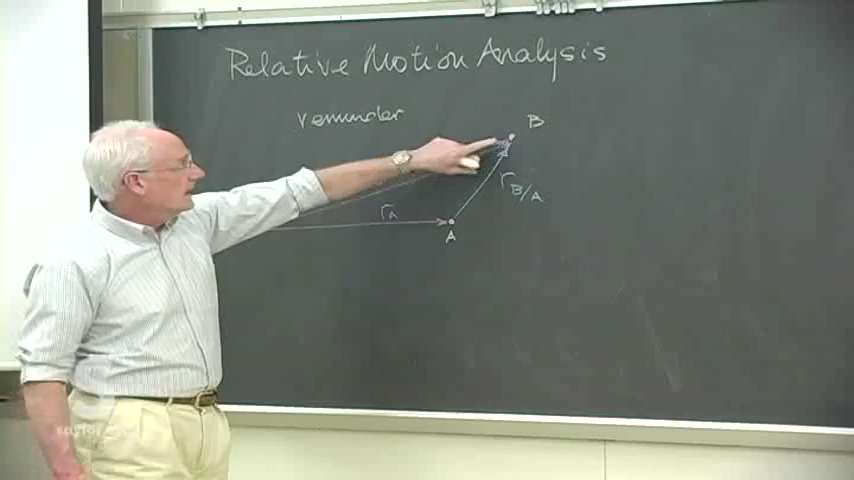 Relative Motion Analysis
reminder
B
r_B/A
r_A
A